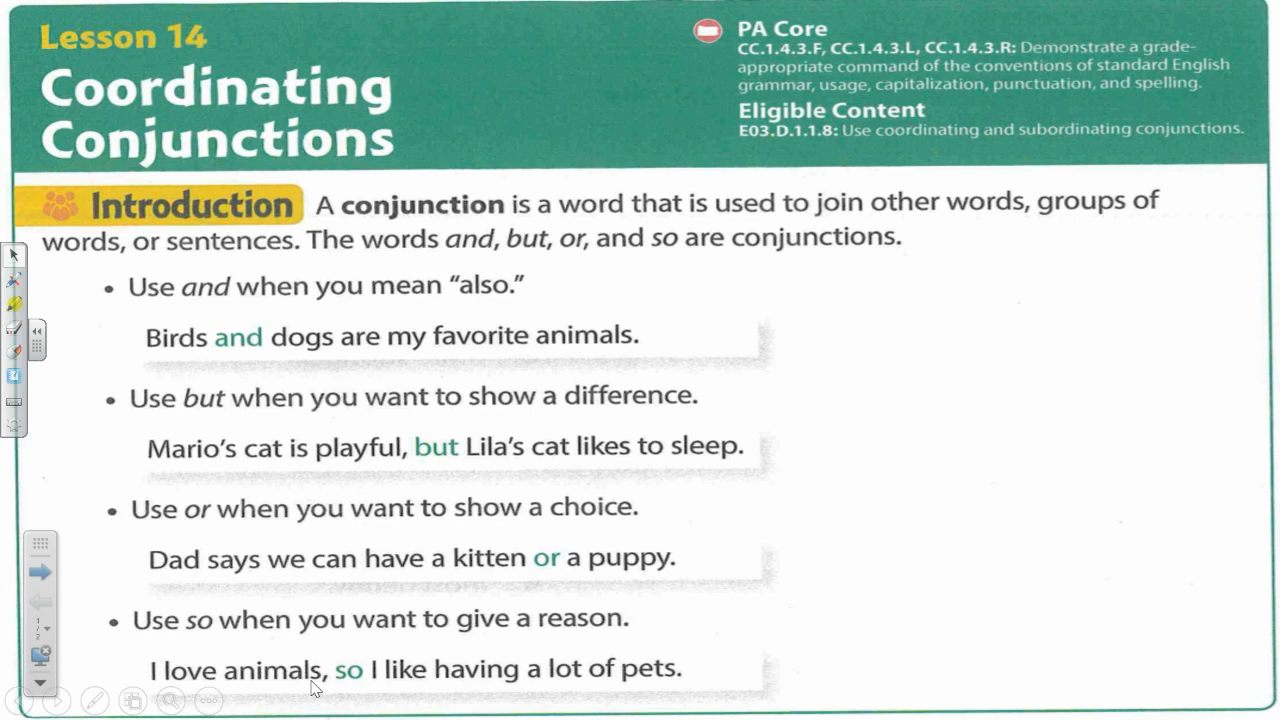 Lesson 14
Coordinating
Conjunctions
PA Core
CC.1.4.3.F, CC.1.4.3.L, CC.1.4.3.R: Demonstrate a grade-
appropriate command of the conventions of standard English
grammar, usage, capitalization, punctuation, and spelling.
Eligible Content
E03.D.1.1.8: Use coordinating and subordinating conjunctions.
Introduction A conjunction is a word that is used to join other words, groups of
words, or sentences. The words and, but, or, and so are conjunctions.
• Use and when you mean “also.”
Birds and dogs are my favorite animals.
• Use but when you want to show a difference.
Mario’s cat is playful, but Lila’s cat likes to sleep.
• Use or when you want to show a choice.
Dad says we can have a kitten or a puppy.
• Use so when you want to give a reason.
I love animals, so I like having a lot of pets.
1
/
2